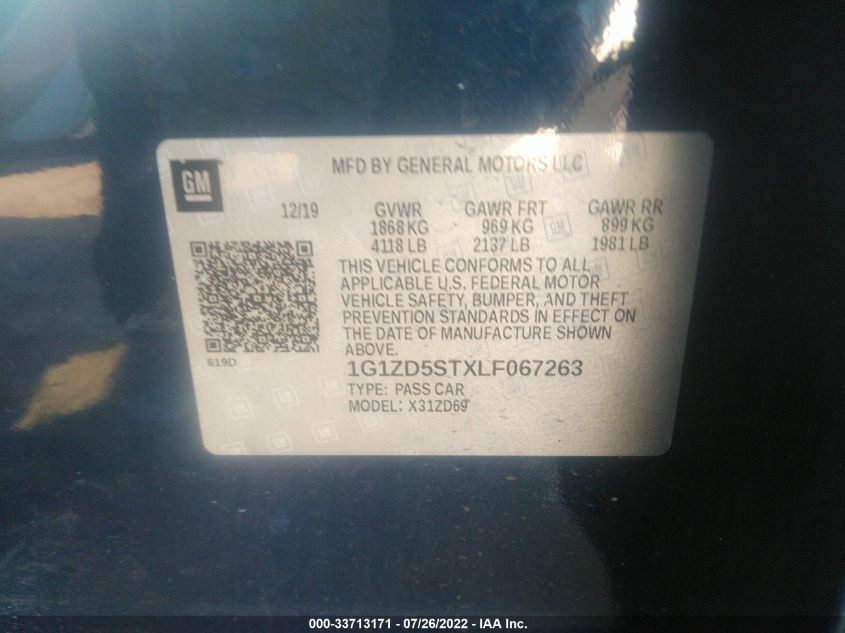 GM
MFD BY GENERAL MOTORS LLC
12/19 GVWR GAWR FRT GAWR RR
1868 KG 969 KG 899 KG
4118 LB 2137 LB 1981 LB
THIS VEHICLE CONFORMS TO ALL
APPLICABLE U.S. FEDERAL MOTOR
VEHICLE SAFETY, BUMPER, AND THEFT
PREVENTION STANDARDS IN EFFECT ON
THE DATE OF MANUFACTURE SHOWN
ABOVE.
619D
1G1ZD5STXLF067263
TYPE: PASS CAR
MODEL: X31ZD69
000-33713171 - 07/26/2022 - IAA Inc.